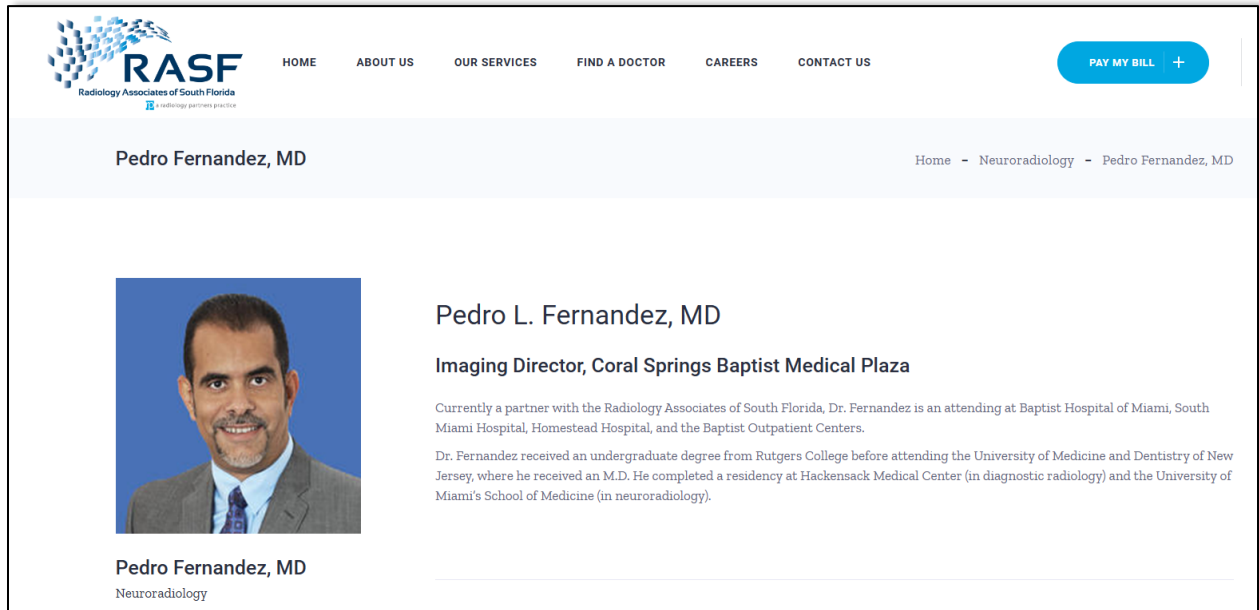 RASF
Radiology Associates of South Florida
a radiology partners practice
HOME ABOUT US OUR SERVICES FIND A DOCTOR CAREERS CONTACT US
PAY MY BILL +
Pedro Fernandez, MD
Home - Neuroradiology - Pedro Fernandez, MD
Pedro L. Fernandez, MD
Imaging Director, Coral Springs Baptist Medical Plaza
Currently a partner with the Radiology Associates of South Florida, Dr. Fernandez is an attending at Baptist Hospital of Miami, South
Miami Hospital, Homestead Hospital, and the Baptist Outpatient Centers.
Dr. Fernandez received an undergraduate degree from Rutgers College before attending the University of Medicine and Dentistry of New
Jersey, where he received an M.D. He completed a residency at Hackensack Medical Center (in diagnostic radiology) and the University of
Miami's School of Medicine (in neuroradiology).
Pedro Fernandez, MD
Neuroradiology